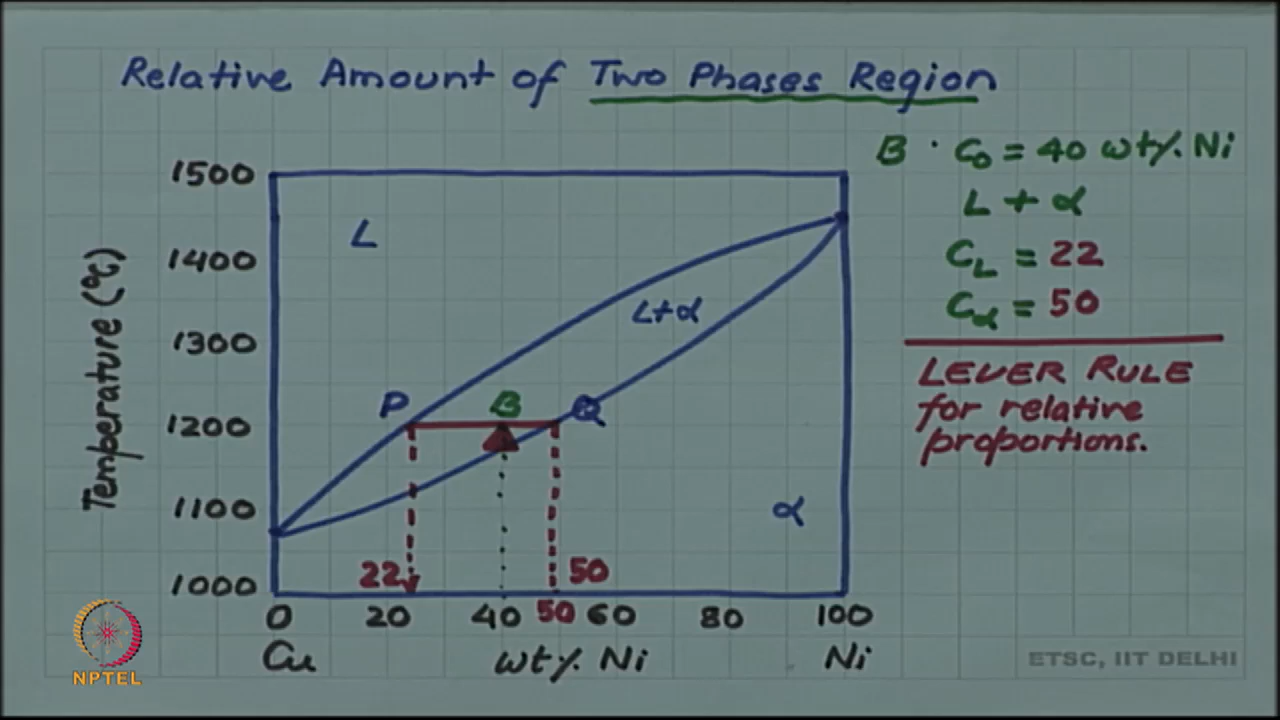 Relative Amount of Two Phases Region
B · C₀ = 40 wt%. Ni
L + α
C_L = 22
C_α = 50
LEVER RULE
for relative
proportions.
Temperature (°C)
1500
1400
1300
1200
1100
1000
L
L+α
P
B
Q
α
22
50
0
20
40
50
60
80
100
Cu
wt%. Ni
Ni
NPTEL
ETSC, IIT DELHI